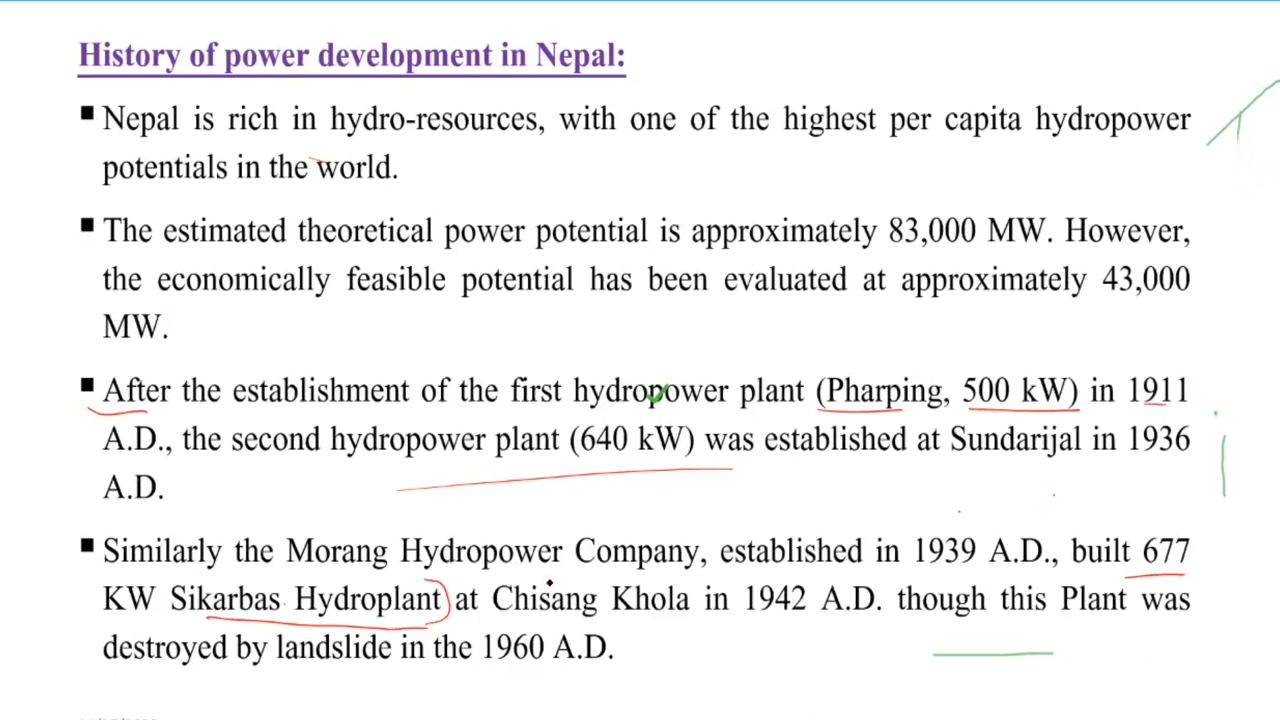 History of power development in Nepal:
▪ Nepal is rich in hydro-resources, with one of the highest per capita hydropower
potentials in the world.
▪ The estimated theoretical power potential is approximately 83,000 MW. However,
the economically feasible potential has been evaluated at approximately 43,000
MW.
▪ After the establishment of the first hydropower plant (Pharping, 500 kW) in 1911
A.D., the second hydropower plant (640 kW) was established at Sundarijal in 1936
A.D.
▪ Similarly the Morang Hydropower Company, established in 1939 A.D., built 677
KW Sikarbas Hydroplant at Chisang Khola in 1942 A.D. though this Plant was
destroyed by landslide in the 1960 A.D.